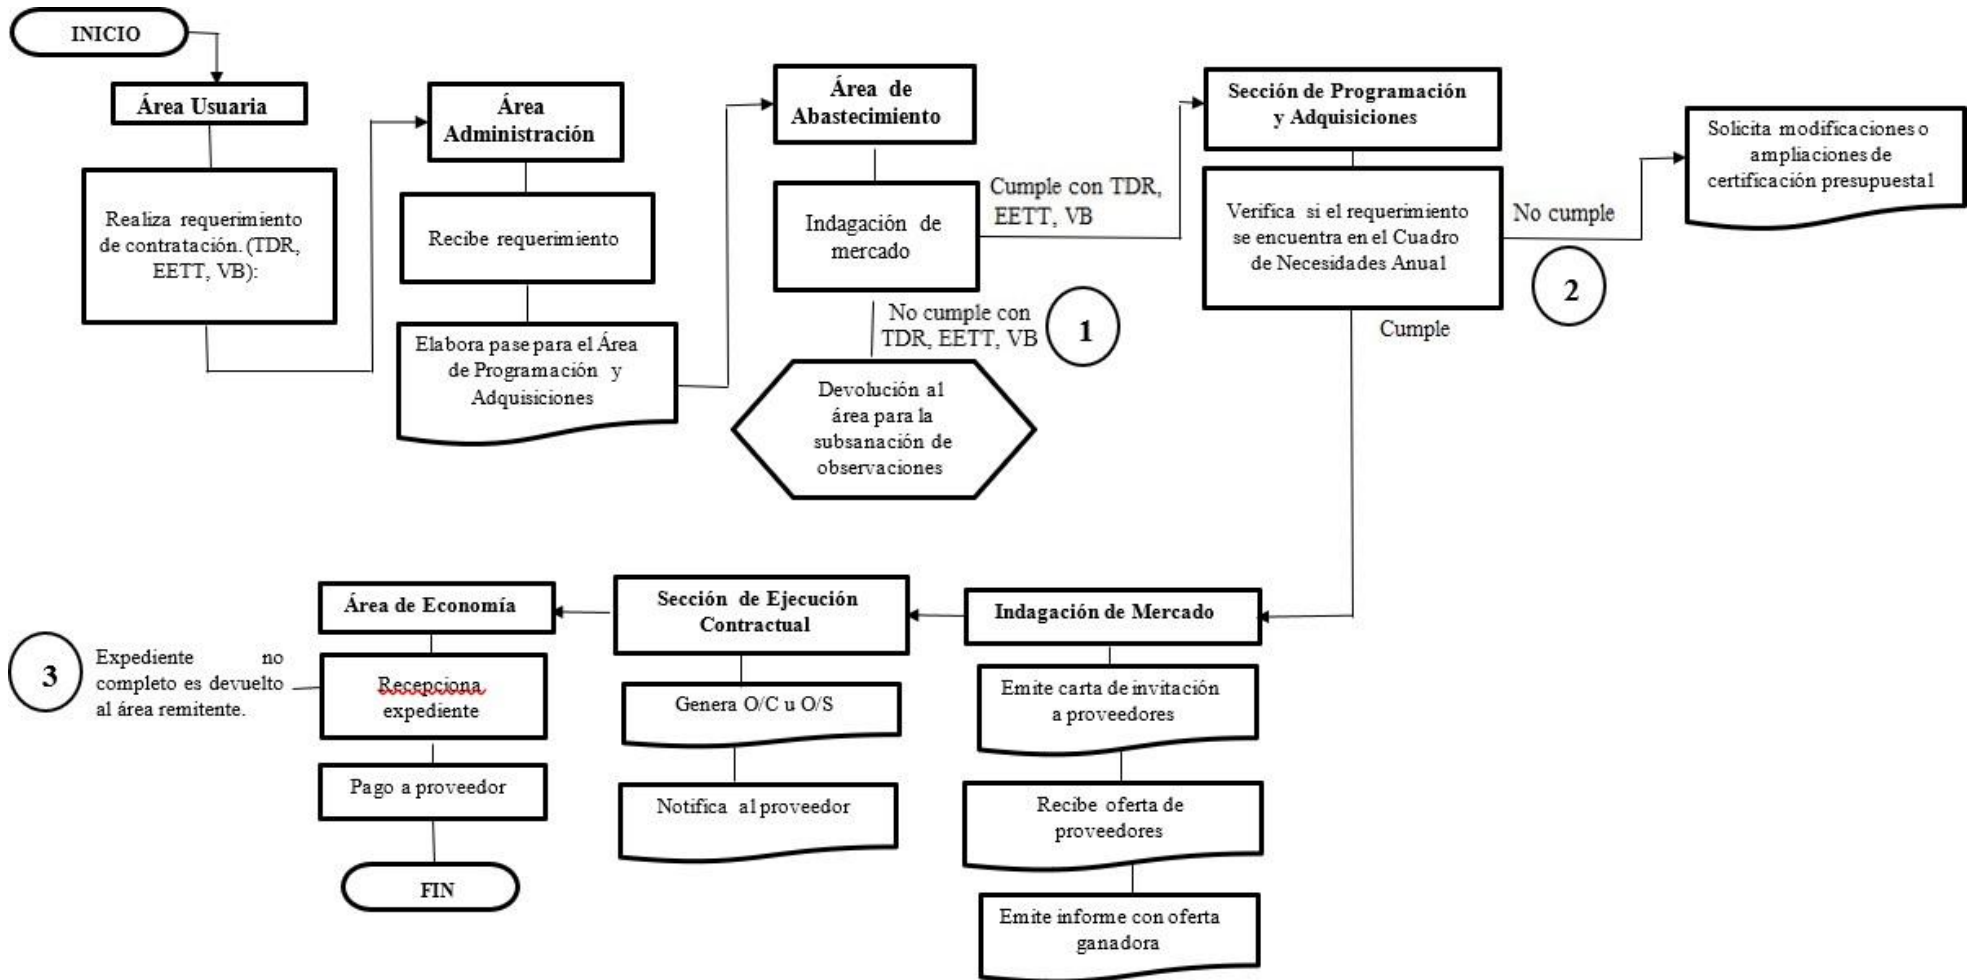 INICIO
Área Usuaria
Realiza requerimiento
de contratación. (TDR,
EETT, VB):
Área
Administración
Recibe requerimiento
Elabora pase para el Área
de Programación y
Adquisiciones
Área de
Abastecimiento
Indagación de
mercado
Cumple con TDR,
EETT, VB
No cumple con
TDR, EETT, VB
1
Devolución al
área para la
subsanación de
observaciones
Sección de Programación
y Adquisiciones
Verifica si el requerimiento
se encuentra en el Cuadro
de Necesidades Anual
No cumple
2
Cumple
Solicita modificaciones o
ampliaciones de
certificación presupuestal
Indagación de Mercado
Emite carta de invitación
a proveedores
Recibe oferta de
proveedores
Emite informe con oferta
ganadora
Sección de Ejecución
Contractual
Genera O/C u O/S
Notifica al proveedor
Área de Economía
Recepciona
expediente
3
Expediente no
completo es devuelto
al área remitente.
Pago a proveedor
FIN